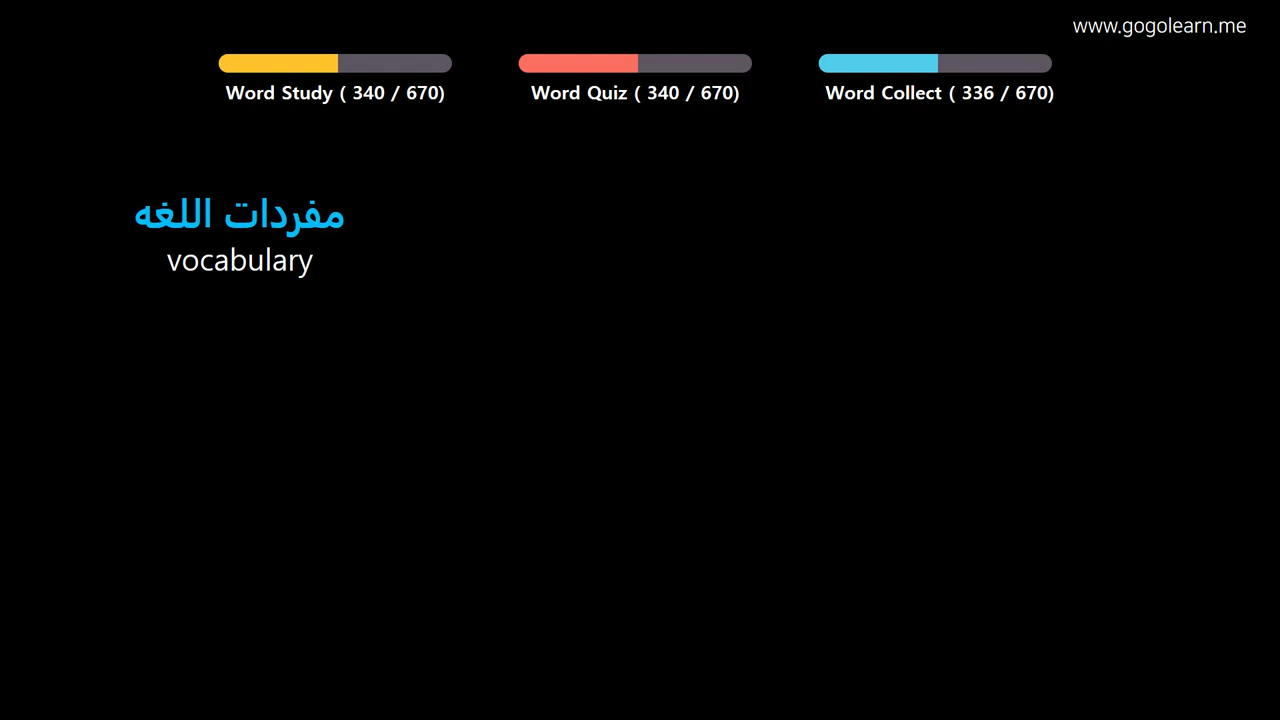 www.gogolearn.me
Word Study ( 340 / 670)
Word Quiz ( 340 / 670)
Word Collect ( 336 / 670)
مفردات اللغه
vocabulary